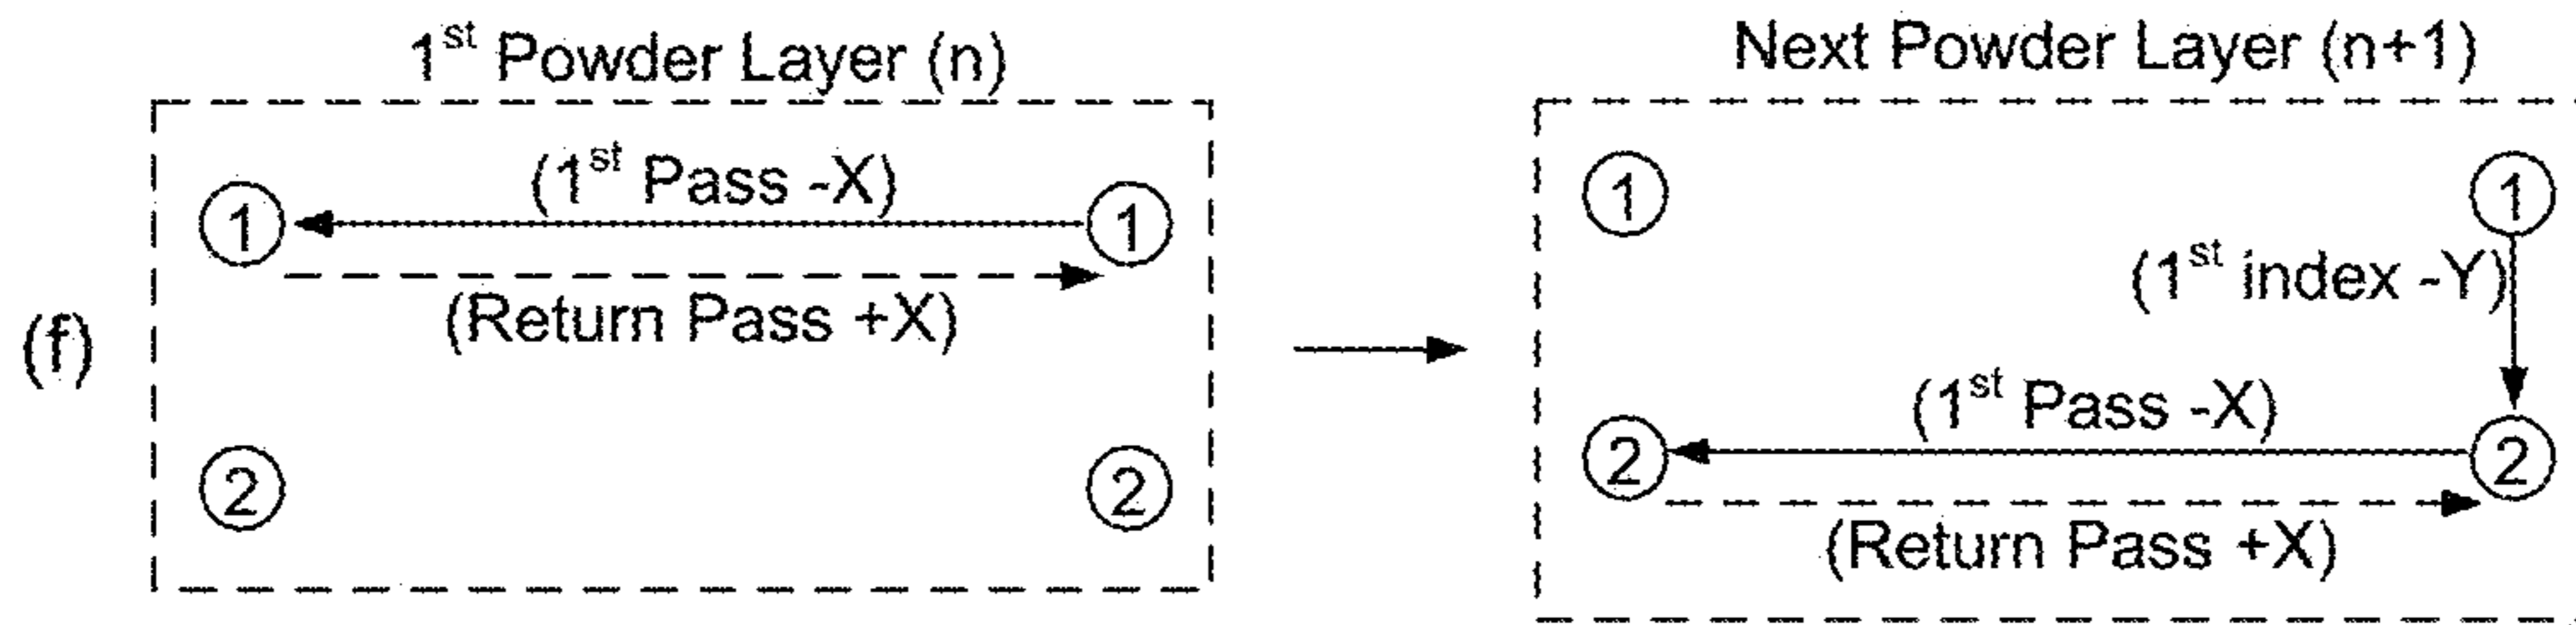 1st Powder Layer (n)
(1st Pass -X)
1 1
(Return Pass +X)
2 2
(f)
Next Powder Layer (n+1)
1 1
(1st index -Y)
(1st Pass -X)
2 2
(Return Pass +X)